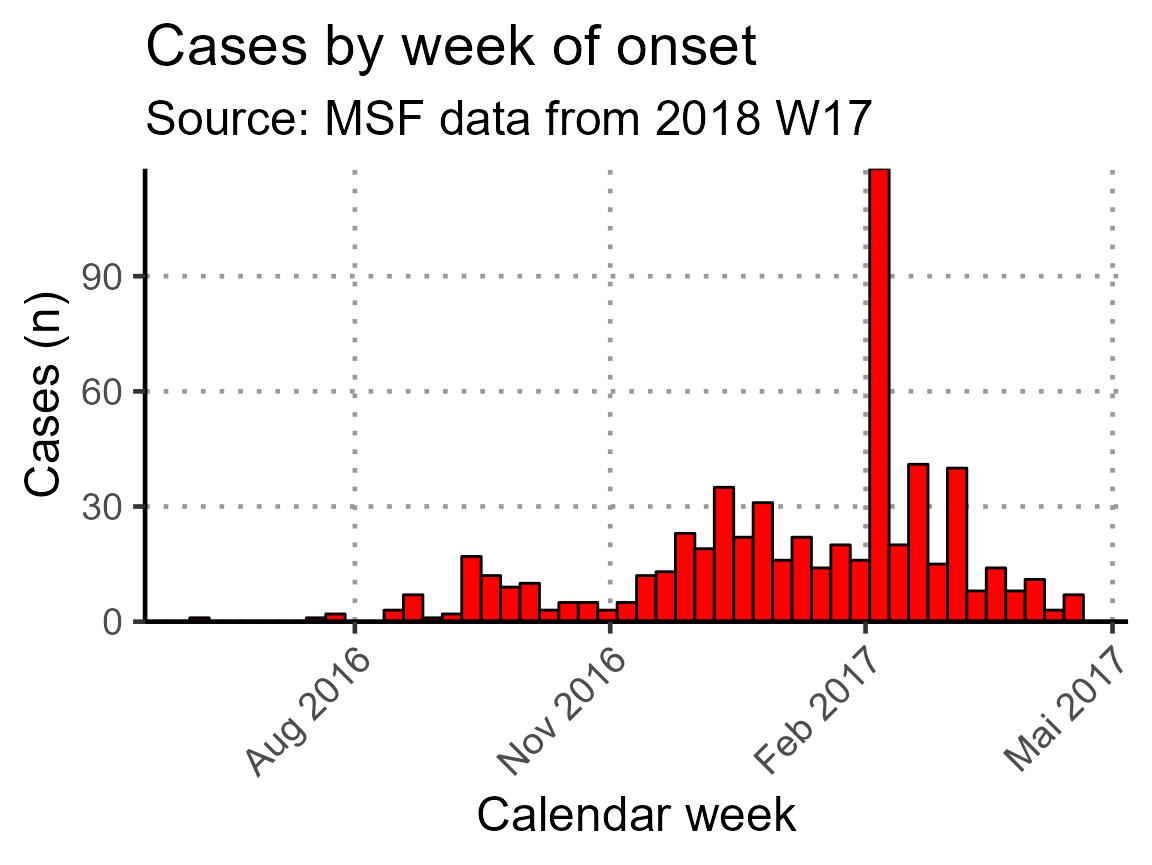 Cases by week of onset
Source: MSF data from 2018 W17
Cases (n)
90
60
30
0
Aug 2016
Nov 2016
Feb 2017
Mai 2017
Calendar week